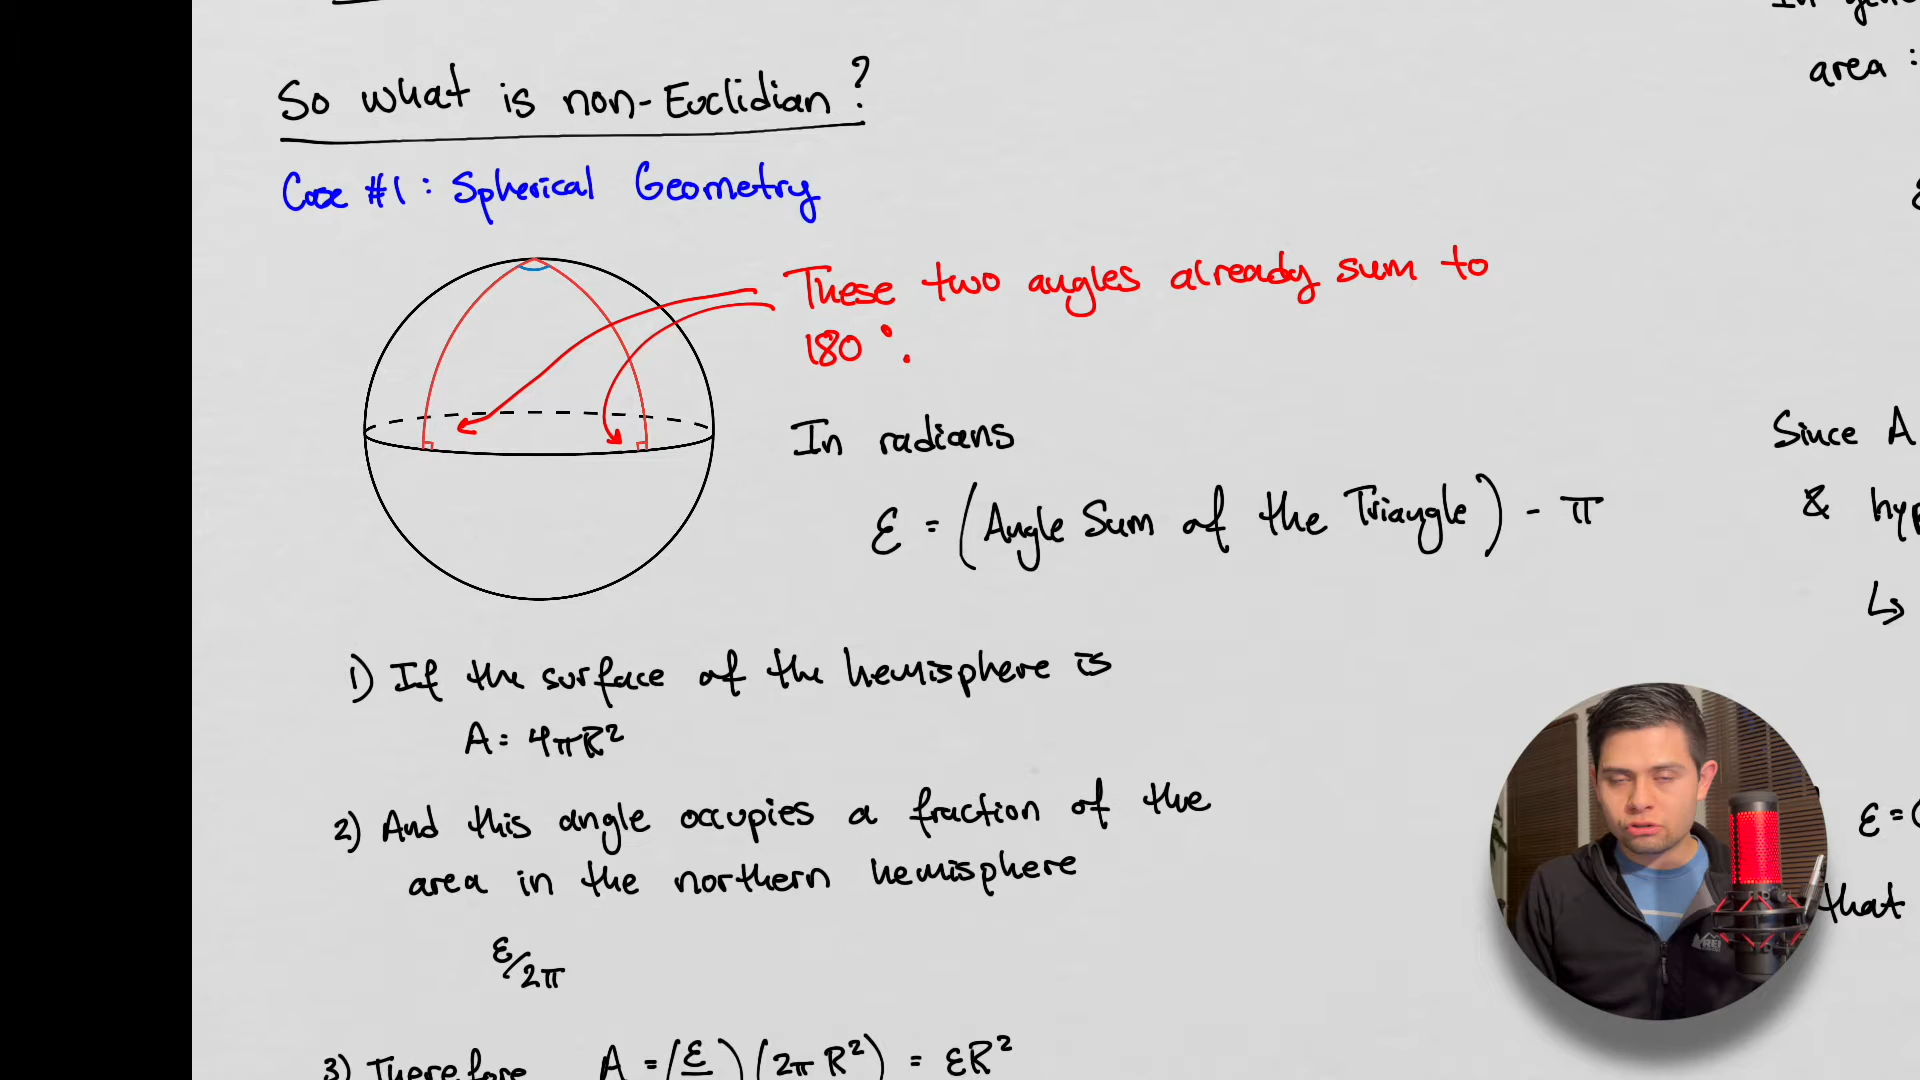 In
area :
So what is non-Euclidian?
Case #1: Spherical Geometry
These two angles already sum to
180°.
In radians
ε = (Angle Sum of the Triangle) - π
Since A
& hyp
↳
1) If the surface of the hemisphere is
A = 4πR²
2) And this angle occupies a fraction of the
area in the northern hemisphere
ε/2π
ε = (
that
REI
3) Therefore A = (ε) (2πR²) = εR²